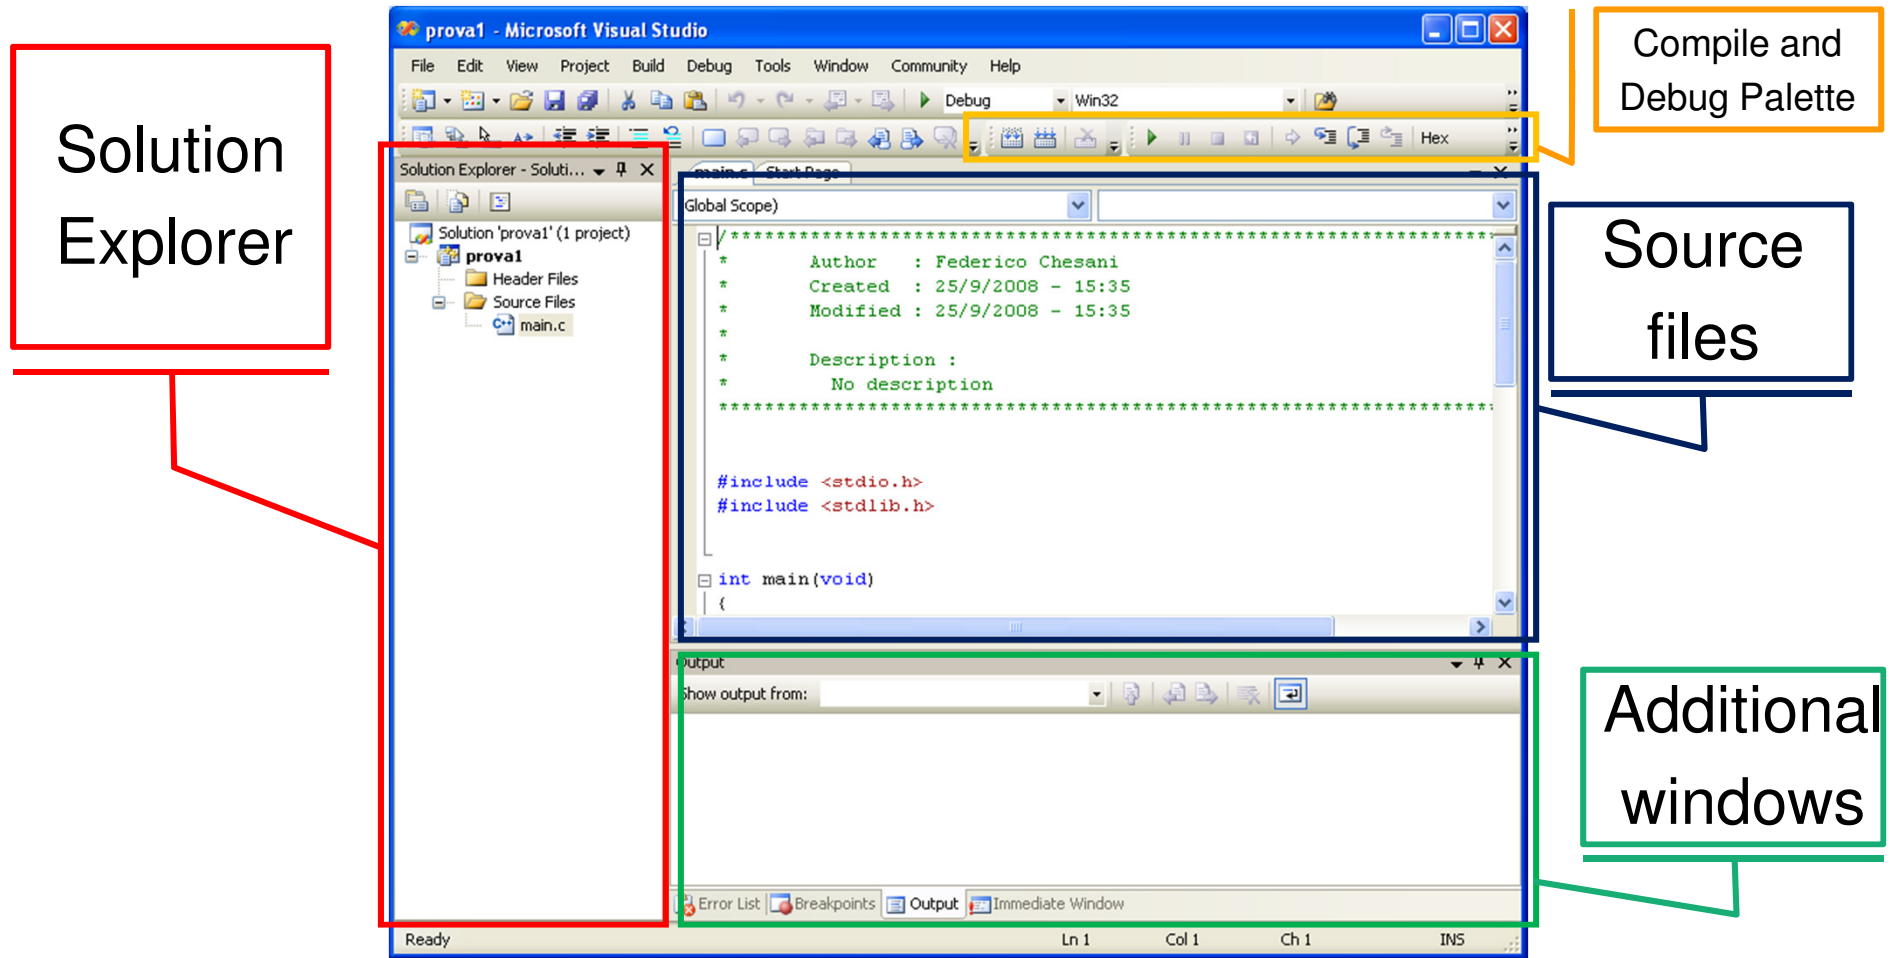 Solution
Explorer
prova1 - Microsoft Visual Studio
File Edit View Project Build Debug Tools Window Community Help
Debug Win32
Hex
Compile and
Debug Palette
Solution Explorer - Soluti...
Solution 'prova1' (1 project)
prova1
Header Files
Source Files
main.c
main.c Start Page
Global Scope)
/******************************************************************
* Author : Federico Chesani
* Created : 25/9/2008 - 15:35
* Modified : 25/9/2008 - 15:35
*
* Description :
* No description
*******************************************************************
#include <stdio.h>
#include <stdlib.h>
int main(void)
{
Source
files
Output
Show output from:
Error List Breakpoints Output Immediate Window
Additional
windows
Ready Ln 1 Col 1 Ch 1 INS